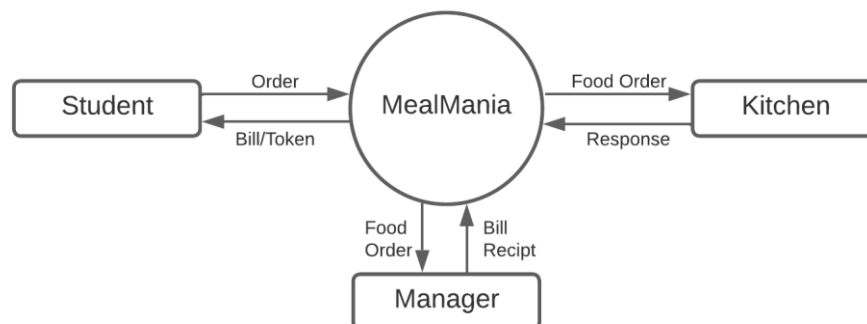 Order
Food Order
Student
MealMania
Kitchen
Bill/Token
Response
Food
Order
Bill
Recipt
Manager